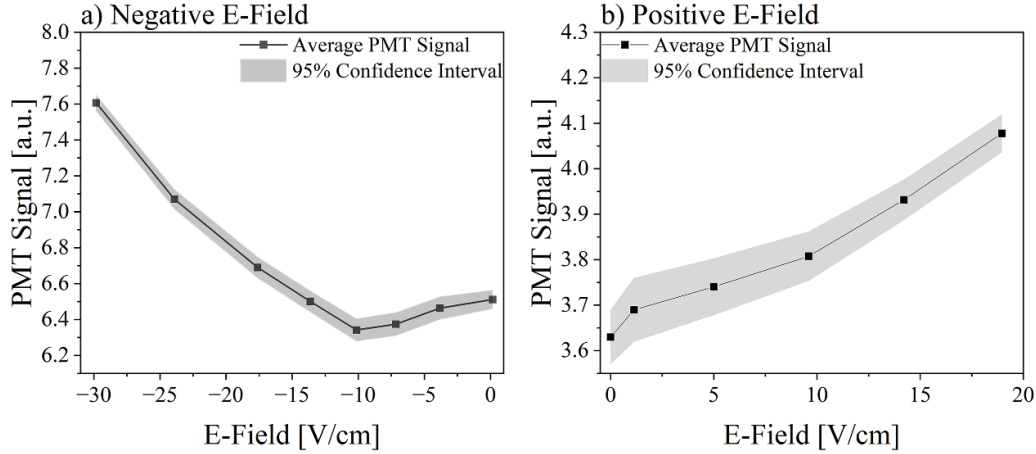 a) Negative E-Field
Average PMT Signal
95% Confidence Interval
PMT Signal [a.u.]
8.0
7.6
7.4
7.2
7.0
6.8
6.6
6.4
6.2
−30
−25
−20
−15
−10
−5
0
E-Field [V/cm]
b) Positive E-Field
Average PMT Signal
95% Confidence Interval
PMT Signal [a.u.]
4.3
4.2
4.1
4.0
3.9
3.8
3.7
3.6
0
5
10
15
20
E-Field [V/cm]